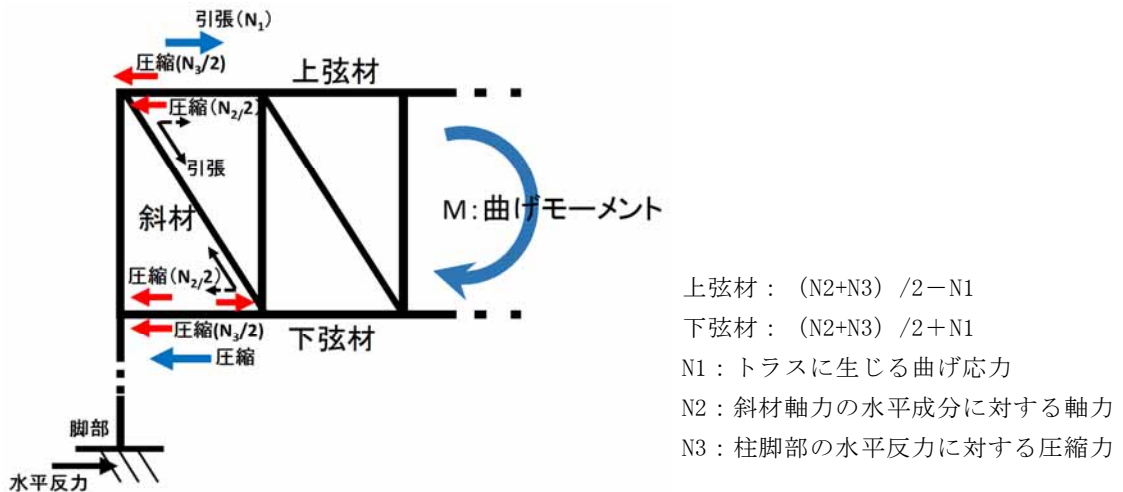 引張(N₁)
圧縮(N₃/2)
上弦材
圧縮(N₂/2)
引張
M:曲げモーメント
斜材
圧縮(N₂/2)
圧縮(N₃/2)
下弦材
圧縮
脚部
水平反力
上弦材: (N2+N3) /2-N1
下弦材: (N2+N3) /2+N1
N1:トラスに生じる曲げ応力
N2:斜材軸力の水平成分に対する軸力
N3:柱脚部の水平反力に対する圧縮力